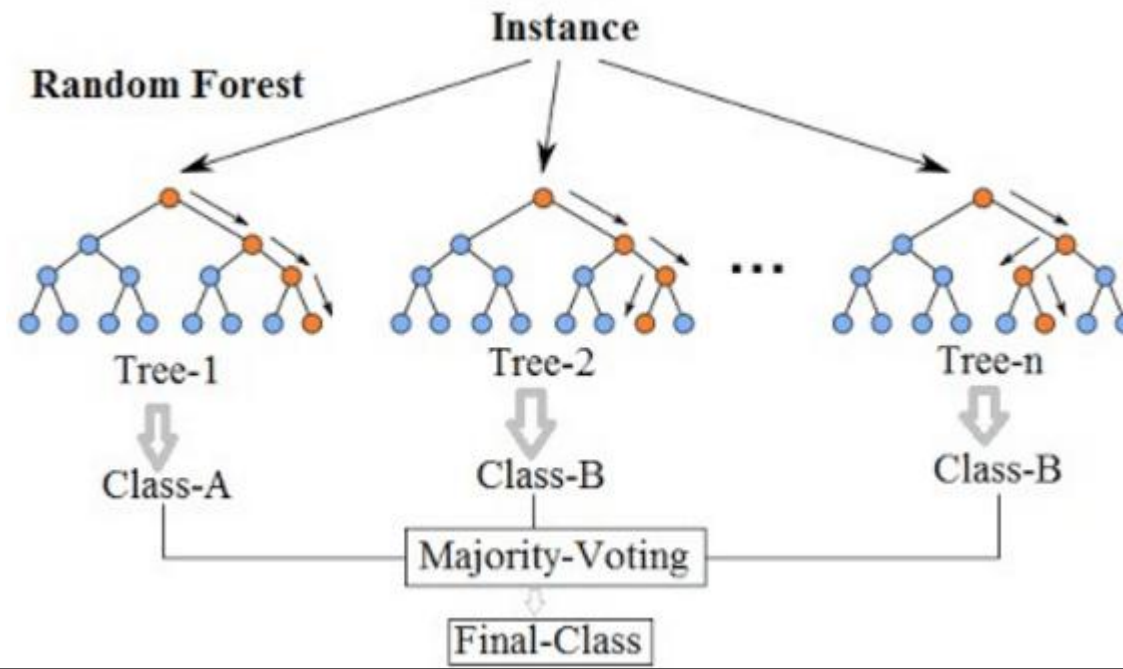 Instance
Random Forest
...
Tree-1
Tree-2
Tree-n
Class-A
Class-B
Class-B
Majority-Voting
Final-Class